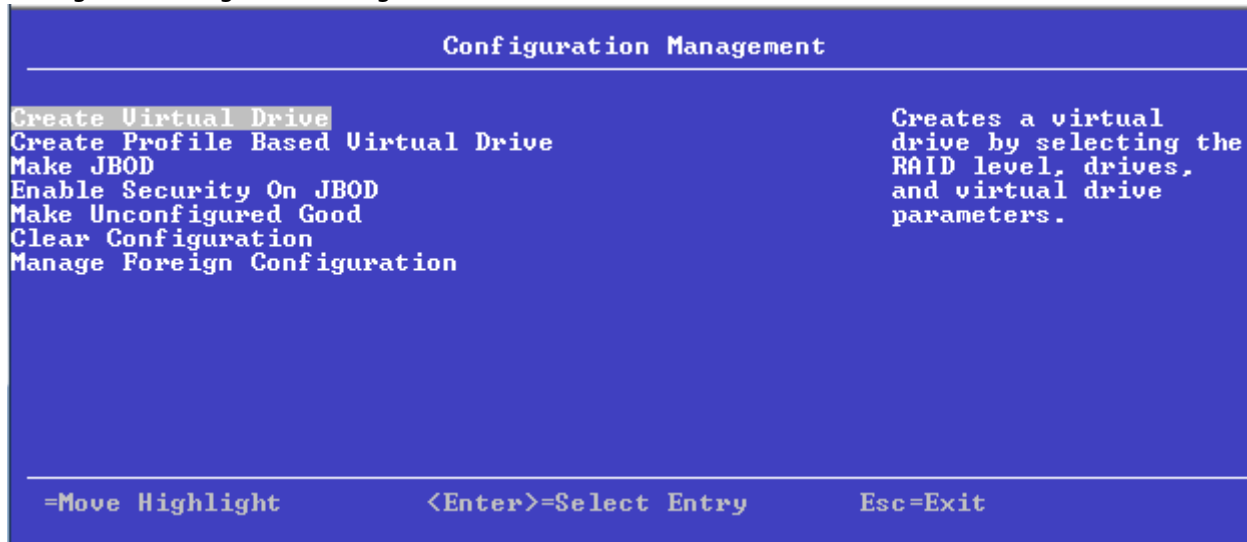 Configuration Management
Create Virtual Drive
Create Profile Based Virtual Drive
Make JBOD
Enable Security On JBOD
Make Unconfigured Good
Clear Configuration
Manage Foreign Configuration
Creates a virtual
drive by selecting the
RAID level, drives,
and virtual drive
parameters.
=Move Highlight <Enter>=Select Entry Esc=Exit